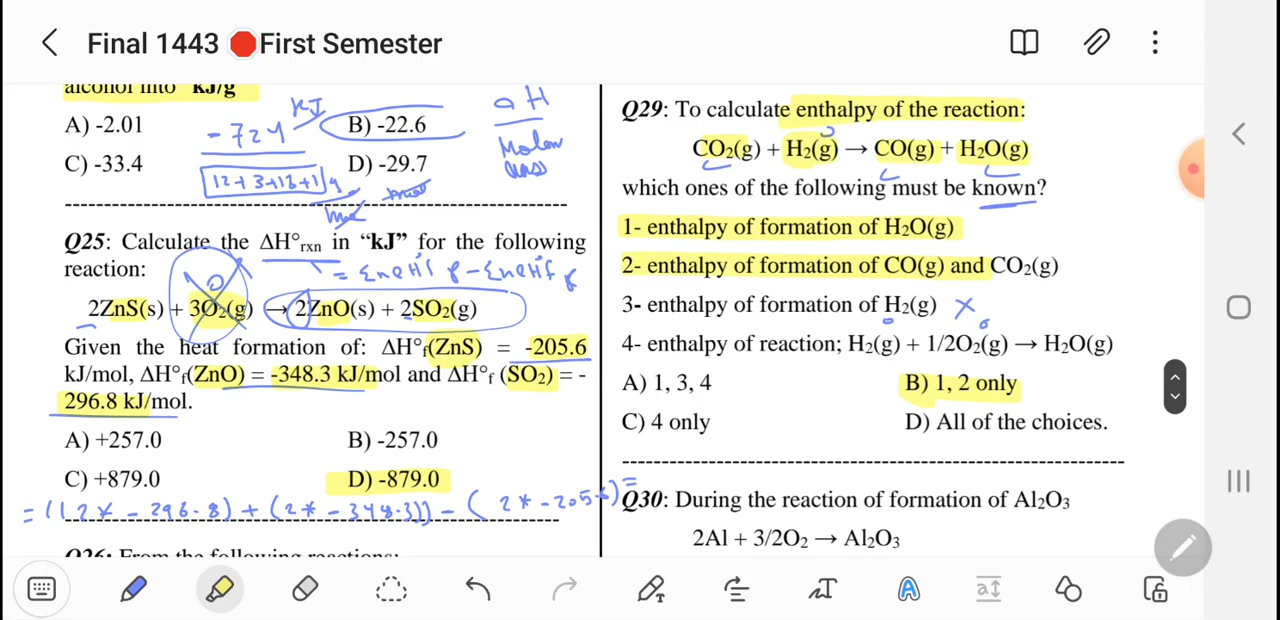 Final 1443 🛑First Semester
alcohol into "kJ/g
A) -2.01
B) -22.6
C) -33.4
D) -29.7
- 724 KJ
ΔH
Molar
mass
Q25: Calculate the ΔH°rxn in “kJ” for the following
reaction:
2ZnS(s) + 3O₂(g) → 2ZnO(s) + 2SO₂(g)
Given the heat formation of: ΔH°f(ZnS) = -205.6
kJ/mol, ΔH°f(ZnO) = -348.3 kJ/mol and ΔH°f (SO₂) = -
296.8 kJ/mol.
A) +257.0
B) -257.0
C) +879.0
D) -879.0
= ((2* - 296.8) + (2* - 348.3)) - ( 2* -205.6) =
Q26: From the following reactions:
Q29: To calculate enthalpy of the reaction:
CO₂(g) + H₂(g) → CO(g) + H₂O(g)
which ones of the following must be known?
1- enthalpy of formation of H₂O(g)
2- enthalpy of formation of CO(g) and CO₂(g)
3- enthalpy of formation of H₂(g) ×
4- enthalpy of reaction; H₂(g) + 1/2O₂(g) → H₂O(g)
A) 1, 3, 4
B) 1, 2 only
C) 4 only
D) All of the choices.
Q30: During the reaction of formation of Al₂O₃
2Al + 3/2O₂ → Al₂O₃